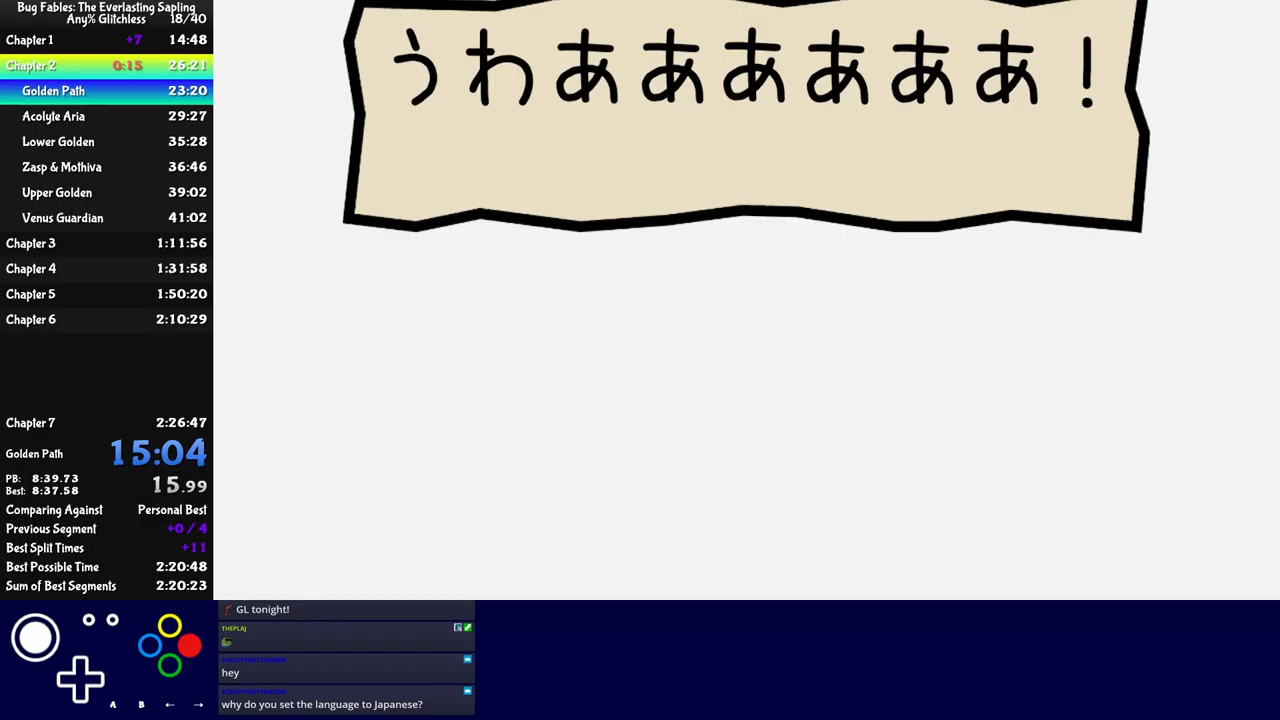 Bug Fables: The Everlasting Sapling
Any% Glitchless 18/40
Chapter 1 +7 14:48
Chapter 2 0:15 26:21
Golden Path 23:20
Acolyte Aria 29:27
Lower Golden 35:28
Zasp & Mothiva 36:46
Upper Golden 39:02
Venus Guardian 41:02
Chapter 3 1:11:56
Chapter 4 1:31:58
Chapter 5 1:50:20
Chapter 6 2:10:29
Chapter 7 2:26:47
Golden Path 15:04
PB: 8:39.73
Best: 8:37.58
15.99
Comparing Against Personal Best
Previous Segment +0 / 4
Best Split Times +11
Best Possible Time 2:20:48
Sum of Best Segments 2:20:23
うわああああああ！
GL tonight!
THEPLAJ
hey
why do you set the language to Japanese?
A B ← →